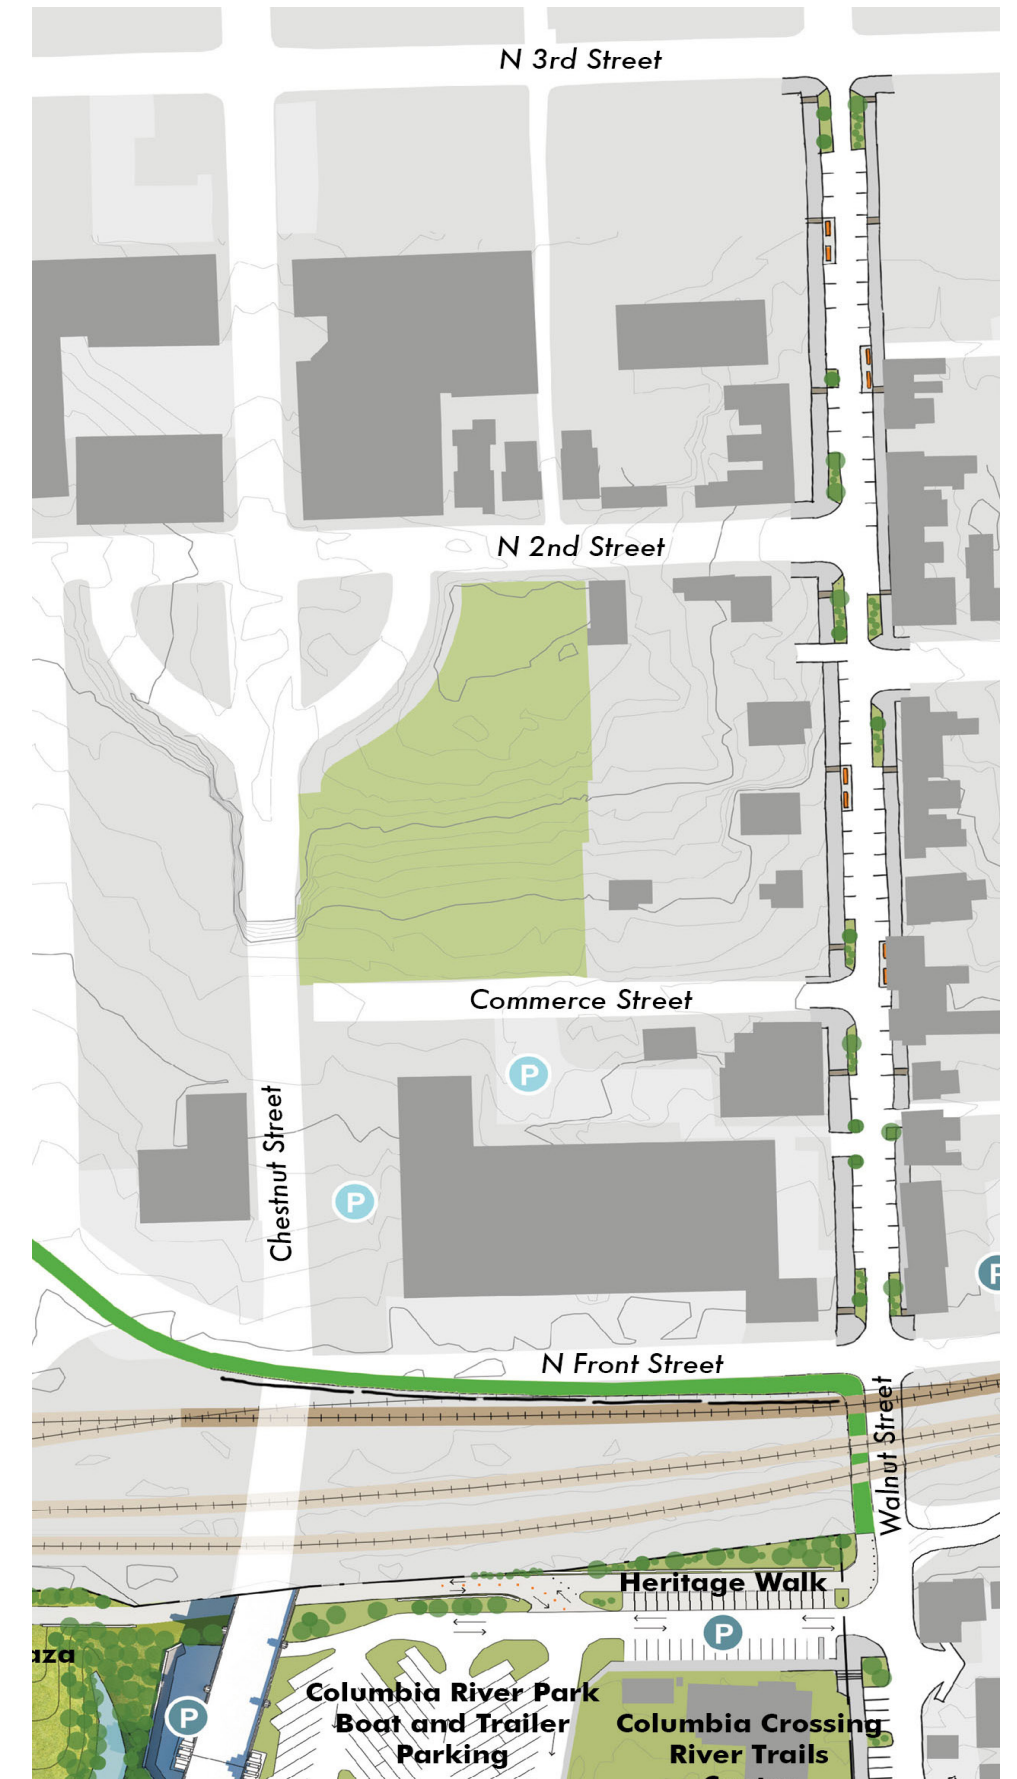 N 3rd Street
N 2nd Street
Commerce Street
P
Chestnut Street
P
P
N Front Street
Walnut Street
Heritage Walk
P
aza
Columbia River Park
Boat and Trailer
Parking
P
Columbia Crossing
River Trails